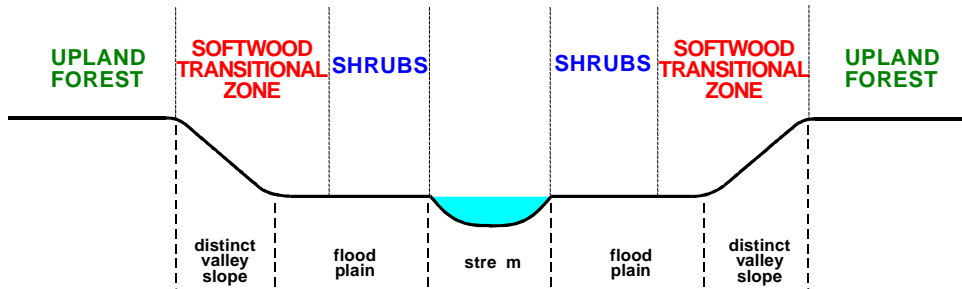 UPLAND
FOREST
SOFTWOOD
TRANSITIONAL
ZONE
SHRUBS
SHRUBS
SOFTWOOD
TRANSITIONAL
ZONE
UPLAND
FOREST
distinct
valley
slope
flood
plain
stre m
flood
plain
distinct
valley
slope